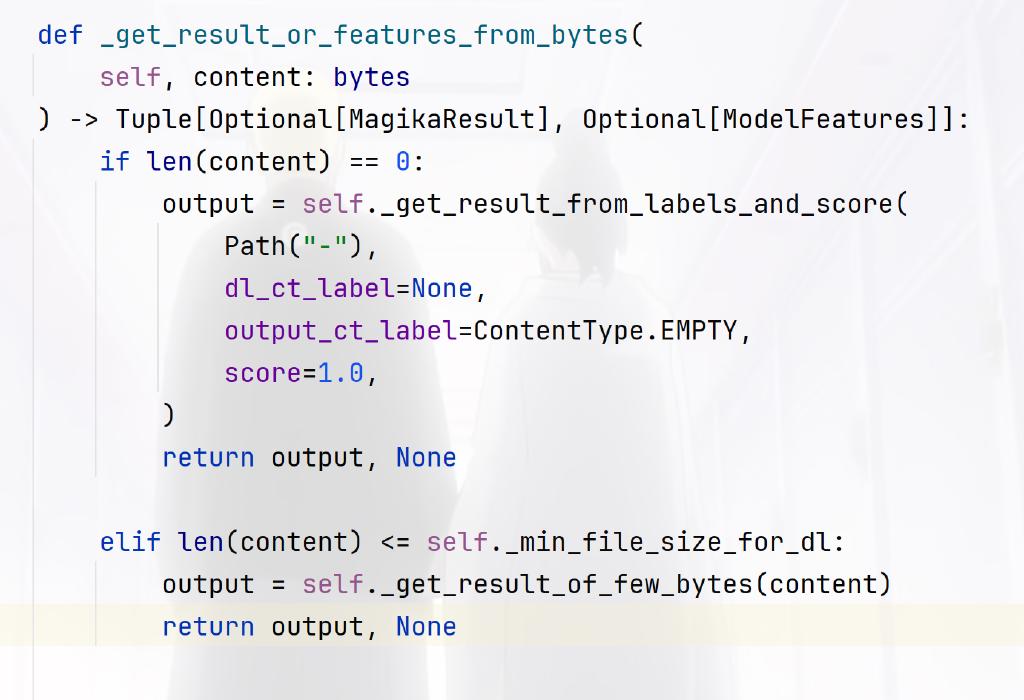 def _get_result_or_features_from_bytes(
    self, content: bytes
) -> Tuple[Optional[MagikaResult], Optional[ModelFeatures]]:
    if len(content) == 0:
        output = self._get_result_from_labels_and_score(
            Path("-"),
            dl_ct_label=None,
            output_ct_label=ContentType.EMPTY,
            score=1.0,
        )
        return output, None

    elif len(content) <= self._min_file_size_for_dl:
        output = self._get_result_of_few_bytes(content)
        return output, None